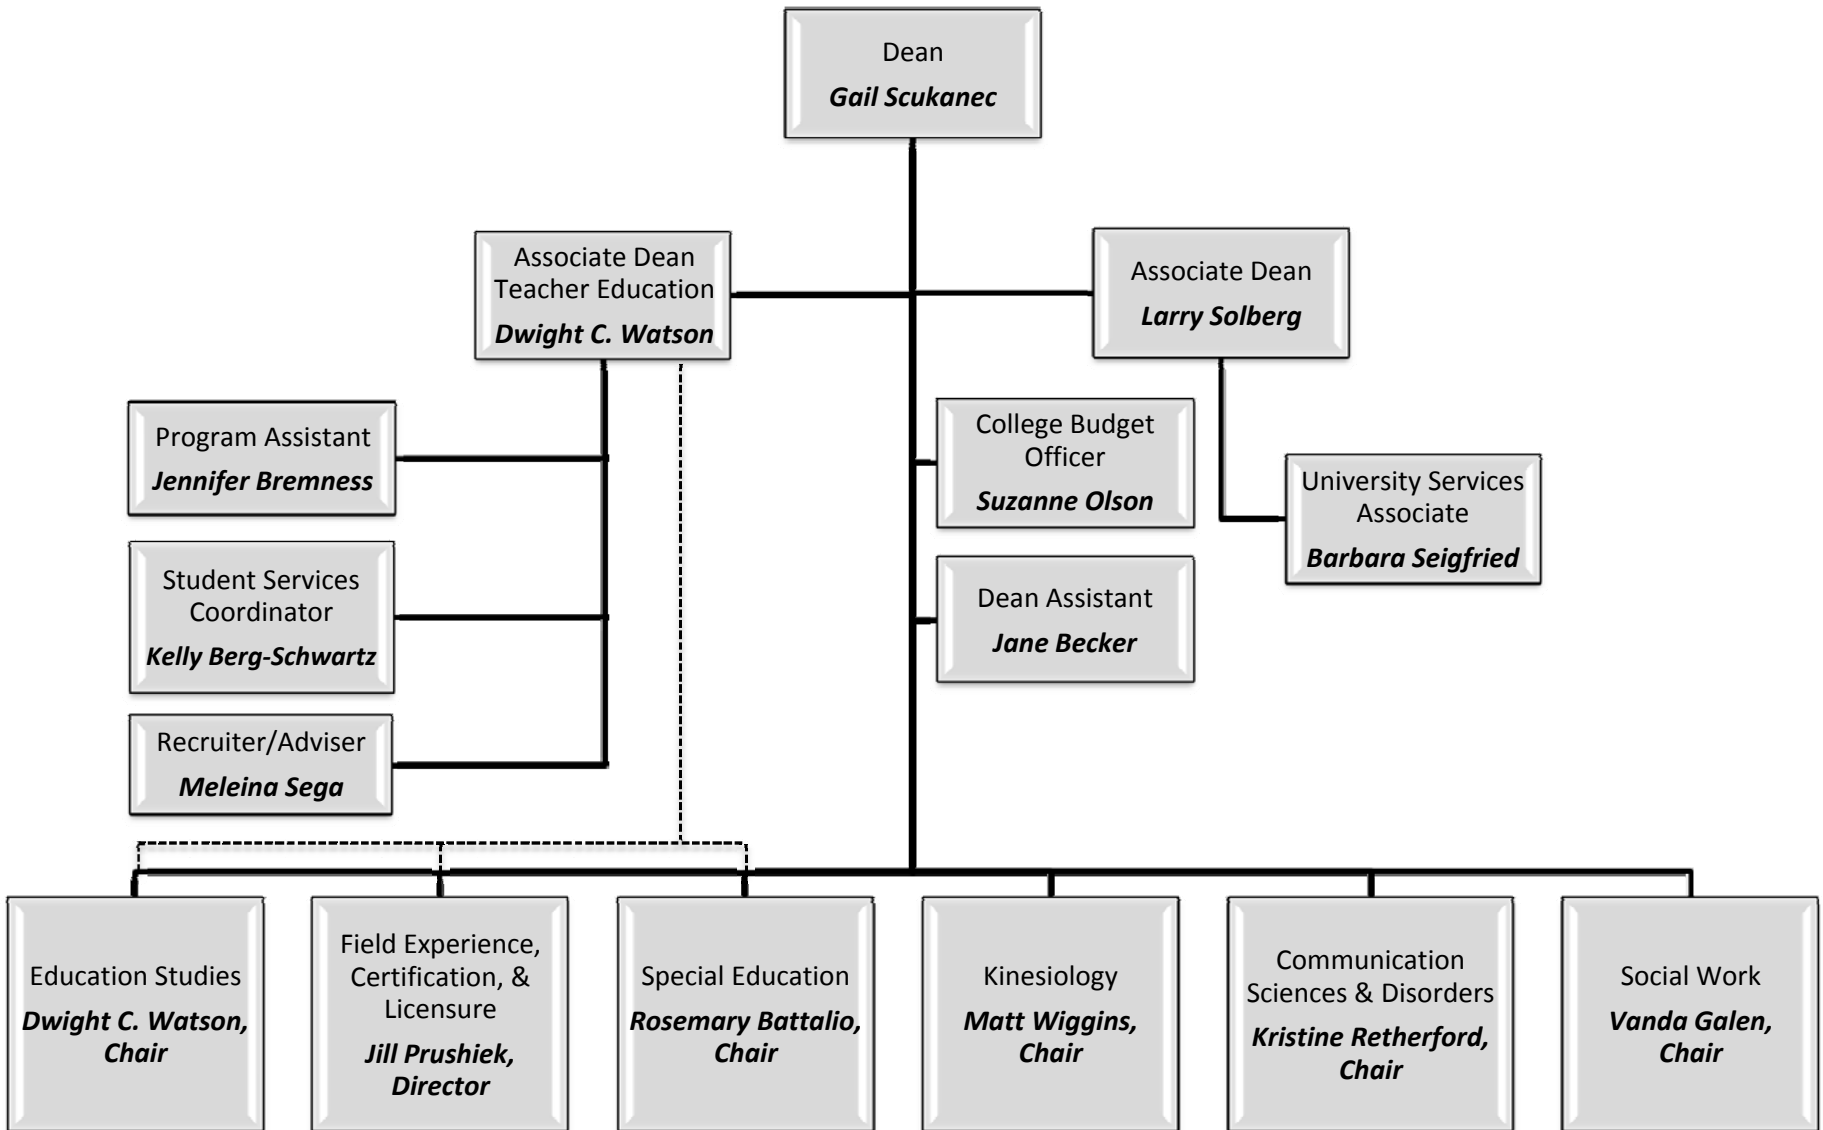 Dean
Gail Scukanec
Associate Dean
Teacher Education
Dwight C. Watson
Associate Dean
Larry Solberg
Program Assistant
Jennifer Bremness
College Budget
Officer
Suzanne Olson
University Services
Associate
Barbara Seigfried
Student Services
Coordinator
Kelly Berg-Schwartz
Dean Assistant
Jane Becker
Recruiter/Adviser
Meleina Sega
Education Studies
Dwight C. Watson,
Chair
Field Experience,
Certification, &
Licensure
Jill Prushiek,
Director
Special Education
Rosemary Battalio,
Chair
Kinesiology
Matt Wiggins,
Chair
Communication
Sciences & Disorders
Kristine Retherford,
Chair
Social Work
Vanda Galen,
Chair